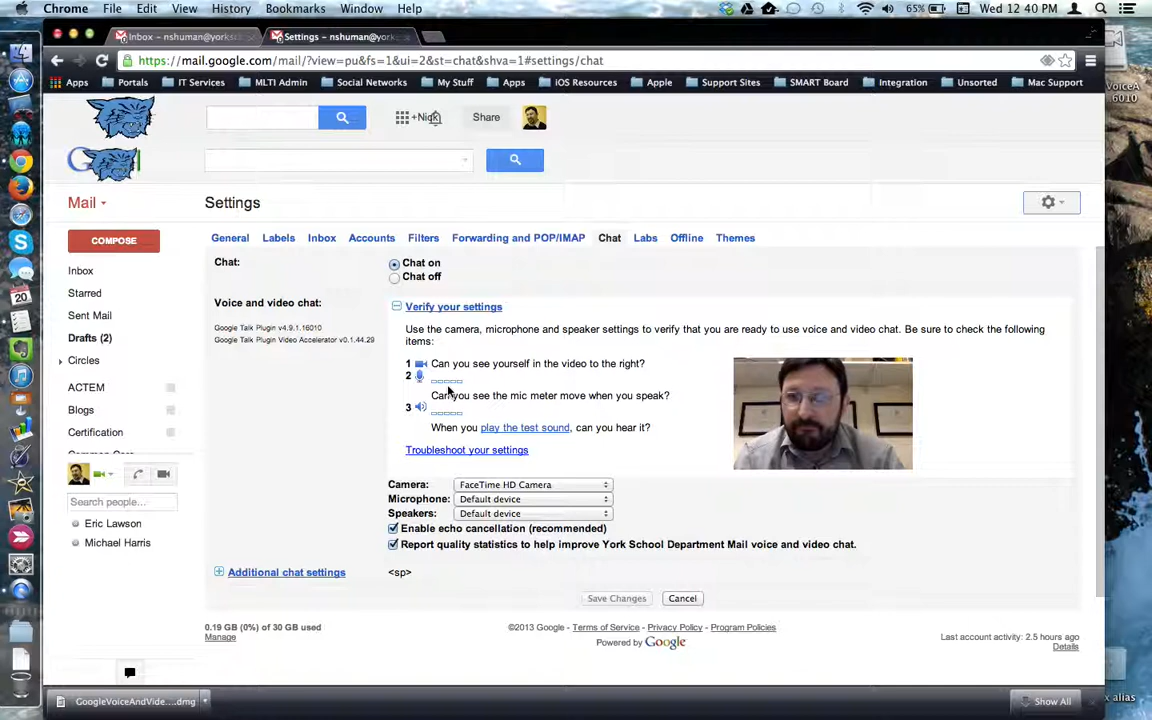 Chrome File Edit View History Bookmarks Window Help 65% Wed 12:40 PM
Inbox - nshuman@yorks Settings - nshuman@yorks
https://mail.google.com/mail/?view=pu&fs=1&ui=2&st=chat&shva=1#settings/chat
Apps Portals IT Services MLTI Admin Social Networks My Stuff Apps iOS Resources Apple Support Sites SMART Board Integration Unsorted Mac Support
VoiceA
6010
+Nick Share
Mail Settings
General Labels Inbox Accounts Filters Forwarding and POP/IMAP Chat Labs Offline Themes
COMPOSE
Inbox
Starred
Sent Mail
Drafts (2)
Circles
ACTEM
Blogs
Certification
Search people...
Eric Lawson
Michael Harris
Chat: Chat on
Chat off
Voice and video chat:
Google Talk Plugin v4.9.1.16010
Google Talk Plugin Video Accelerator v0.1.44.29
Verify your settings
Use the camera, microphone and speaker settings to verify that you are ready to use voice and video chat. Be sure to check the following
items:
1 Can you see yourself in the video to the right?
2
Can you see the mic meter move when you speak?
3
When you play the test sound, can you hear it?
Troubleshoot your settings
Camera: FaceTime HD Camera
Microphone: Default device
Speakers: Default device
Enable echo cancellation (recommended)
Report quality statistics to help improve York School Department Mail voice and video chat.
Additional chat settings <sp>
Save Changes Cancel
0.19 GB (0%) of 30 GB used
Manage
©2013 Google - Terms of Service - Privacy Policy - Program Policies
Powered by Google
Last account activity: 2.5 hours ago
Details
GoogleVoiceAndVide....dmg Show All
x alias
20